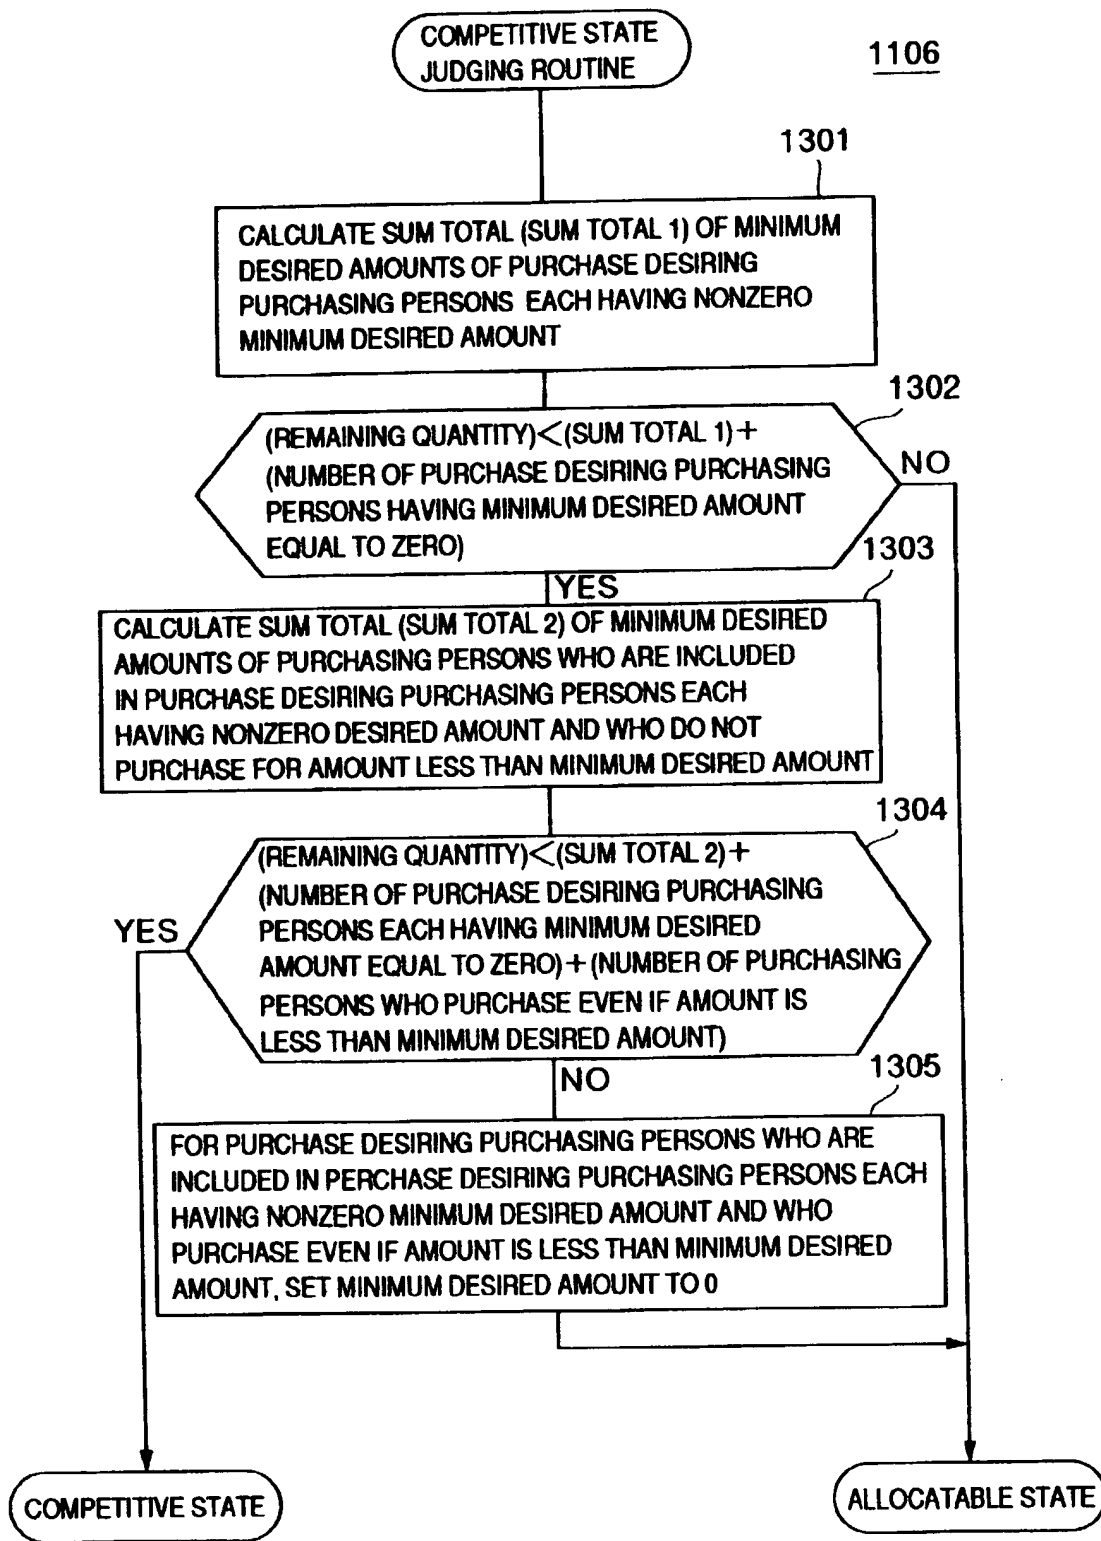 COMPETITIVE STATE
JUDGING ROUTINE
1106
1301
CALCULATE SUM TOTAL (SUM TOTAL 1) OF MINIMUM
DESIRED AMOUNTS OF PURCHASE DESIRING
PURCHASING PERSONS EACH HAVING NONZERO
MINIMUM DESIRED AMOUNT
1302
(REMAINING QUANTITY)<(SUM TOTAL 1)+
(NUMBER OF PURCHASE DESIRING PURCHASING
PERSONS HAVING MINIMUM DESIRED AMOUNT
EQUAL TO ZERO)
NO
YES
1303
CALCULATE SUM TOTAL (SUM TOTAL 2) OF MINIMUM DESIRED
AMOUNTS OF PURCHASING PERSONS WHO ARE INCLUDED
IN PURCHASE DESIRING PURCHASING PERSONS EACH
HAVING NONZERO DESIRED AMOUNT AND WHO DO NOT
PURCHASE FOR AMOUNT LESS THAN MINIMUM DESIRED AMOUNT
1304
(REMAINING QUANTITY)<(SUM TOTAL 2)+
(NUMBER OF PURCHASE DESIRING PURCHASING
PERSONS EACH HAVING MINIMUM DESIRED
AMOUNT EQUAL TO ZERO)+(NUMBER OF PURCHASING
PERSONS WHO PURCHASE EVEN IF AMOUNT IS
LESS THAN MINIMUM DESIRED AMOUNT)
YES
NO
1305
FOR PURCHASE DESIRING PURCHASING PERSONS WHO ARE
INCLUDED IN PERCHASE DESIRING PURCHASING PERSONS EACH
HAVING NONZERO MINIMUM DESIRED AMOUNT AND WHO
PURCHASE EVEN IF AMOUNT IS LESS THAN MINIMUM DESIRED
AMOUNT, SET MINIMUM DESIRED AMOUNT TO 0
COMPETITIVE STATE
ALLOCATABLE STATE